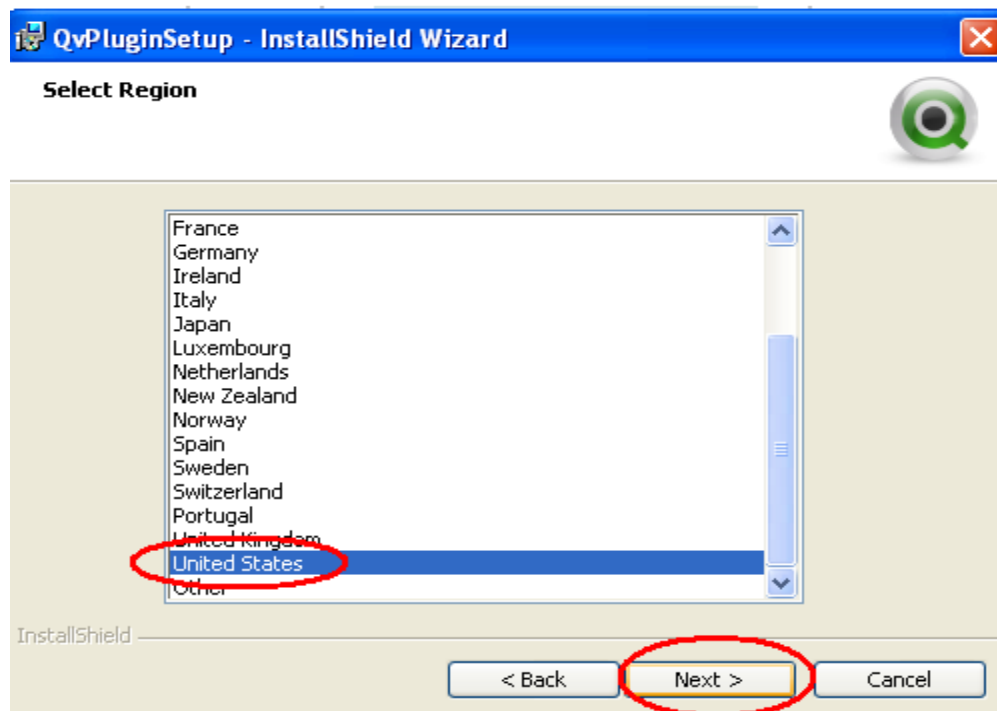 QvPluginSetup - InstallShield Wizard
Select Region
France
Germany
Ireland
Italy
Japan
Luxembourg
Netherlands
New Zealand
Norway
Spain
Sweden
Switzerland
Portugal
United Kingdom
United States
Other
InstallShield
< Back Next > Cancel